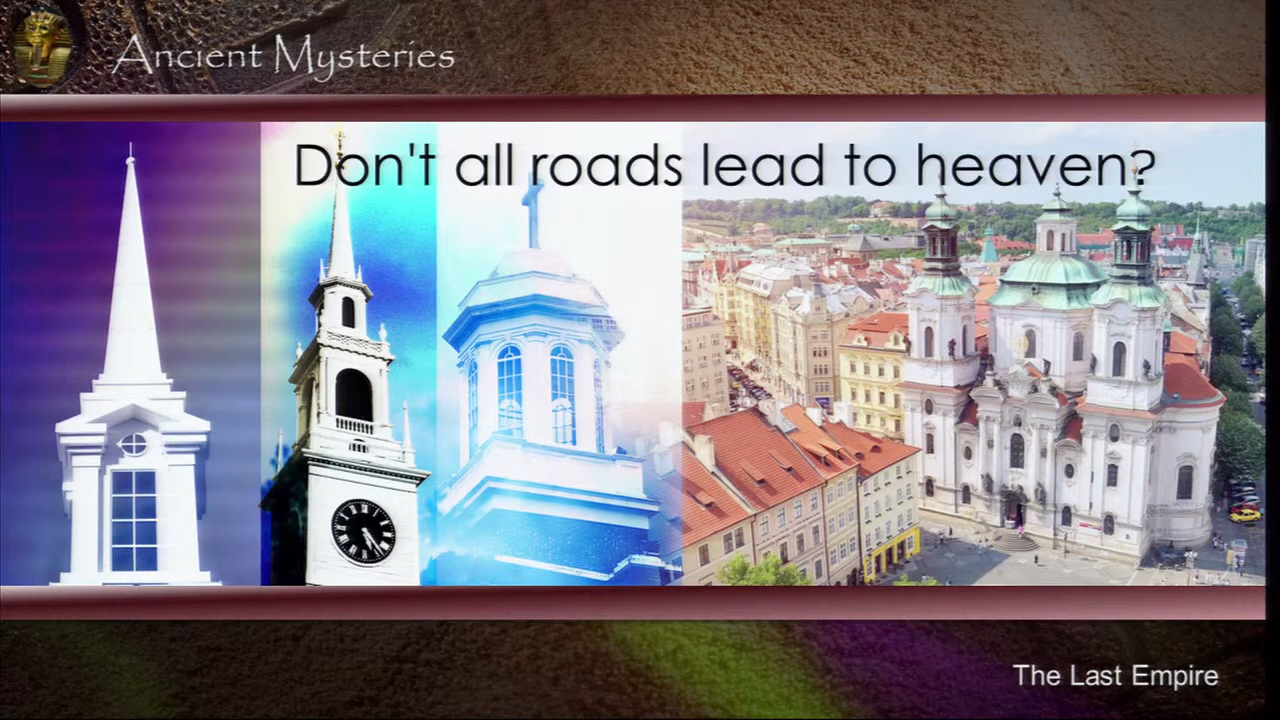 Ancient Mysteries
Don't all roads lead to heaven?
The Last Empire